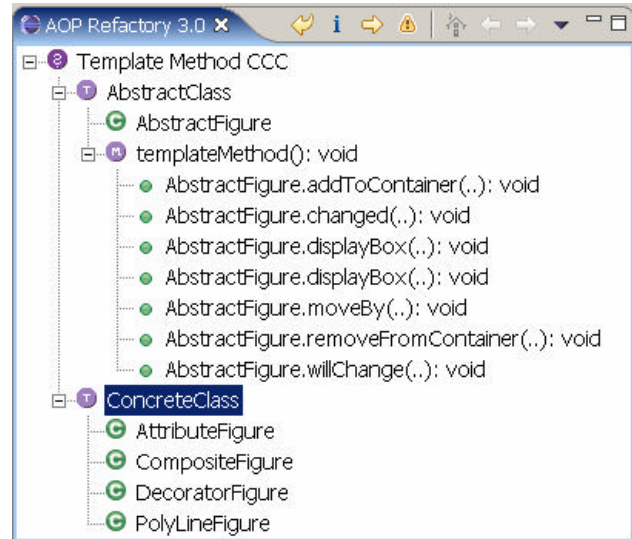 AOP Refactory 3.0
Template Method CCC
AbstractClass
AbstractFigure
templateMethod(): void
AbstractFigure.addToContainer(..): void
AbstractFigure.changed(..): void
AbstractFigure.displayBox(..): void
AbstractFigure.displayBox(..): void
AbstractFigure.moveBy(..): void
AbstractFigure.removeFromContainer(..): void
AbstractFigure.willChange(..): void
ConcreteClass
AttributeFigure
CompositeFigure
DecoratorFigure
PolyLineFigure